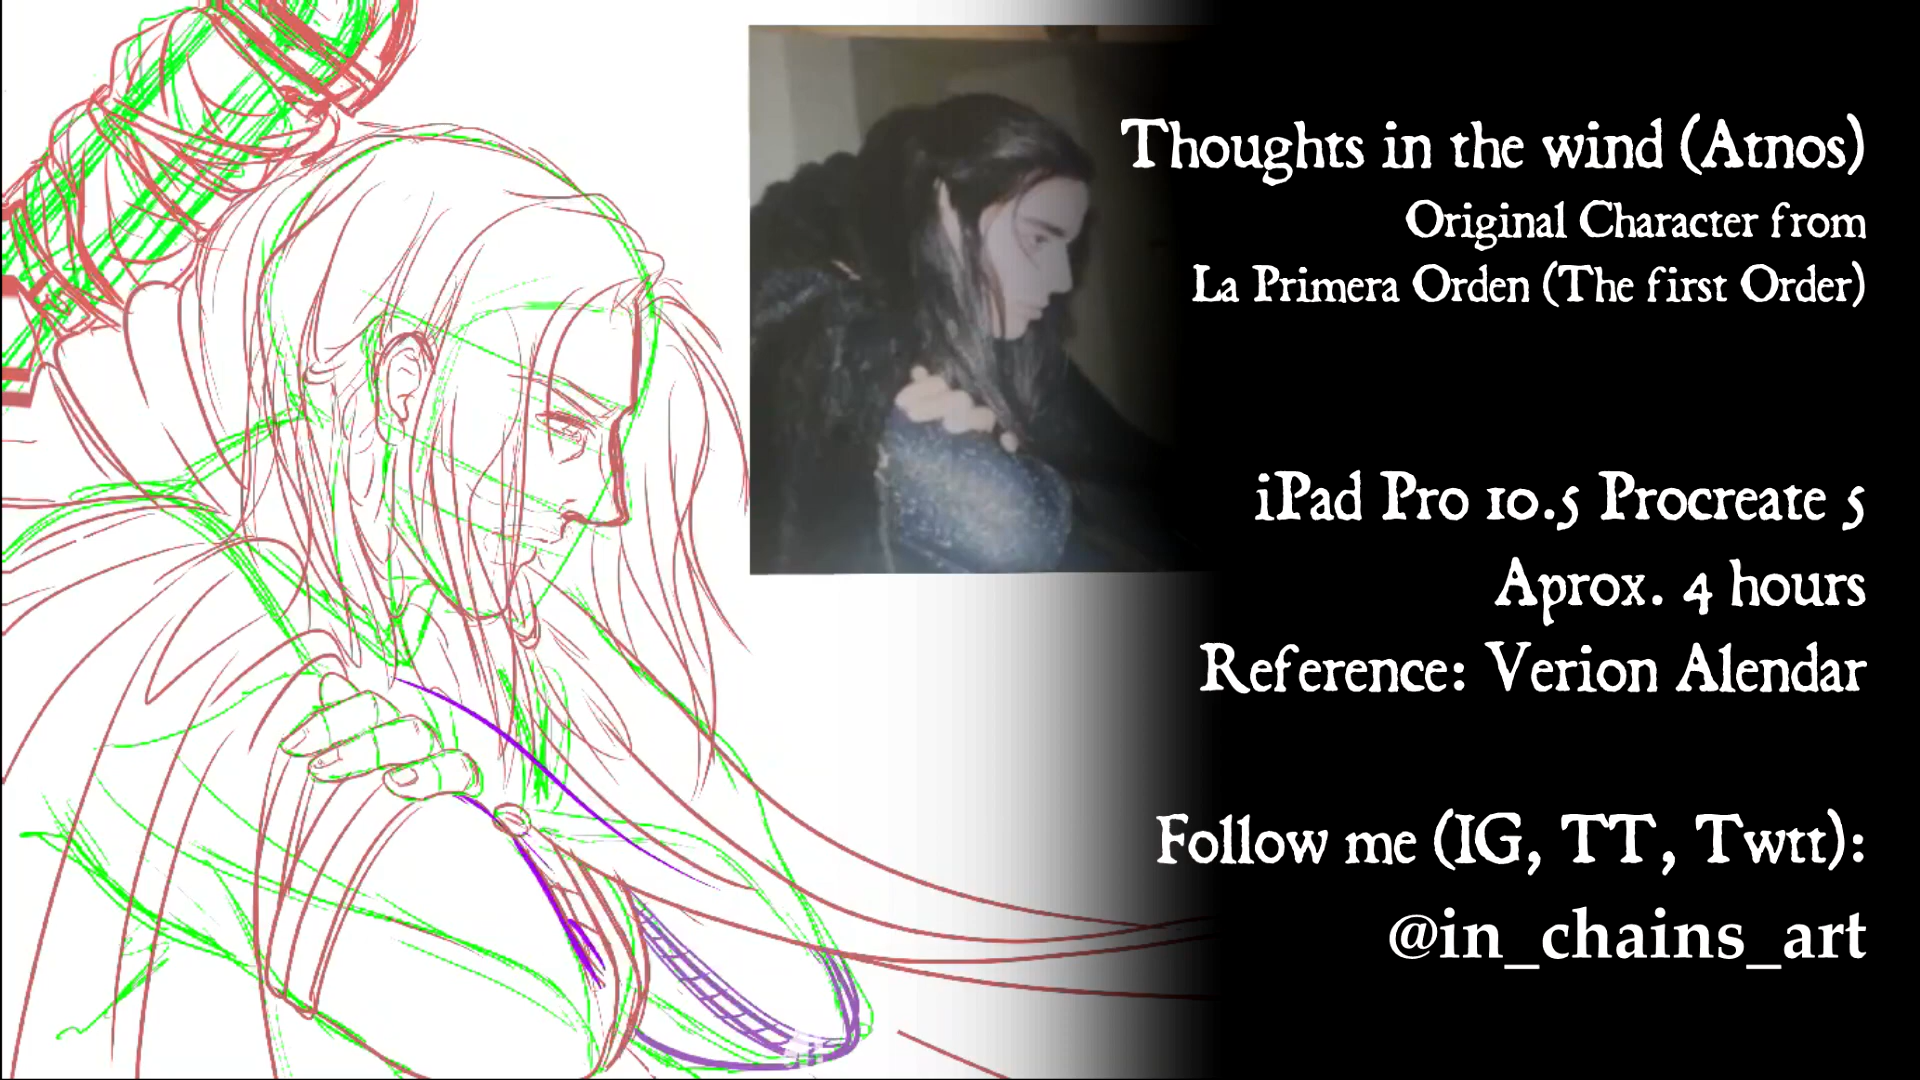 Thoughts in the wind (Atnos)
Original Character from
La Primera Orden (The first Order)
iPad Pro 10.5 Procreate 5
Aprox. 4 hours
Reference: Verion Alendar
Follow me (IG, TT, Twtt):
@in_chains_art